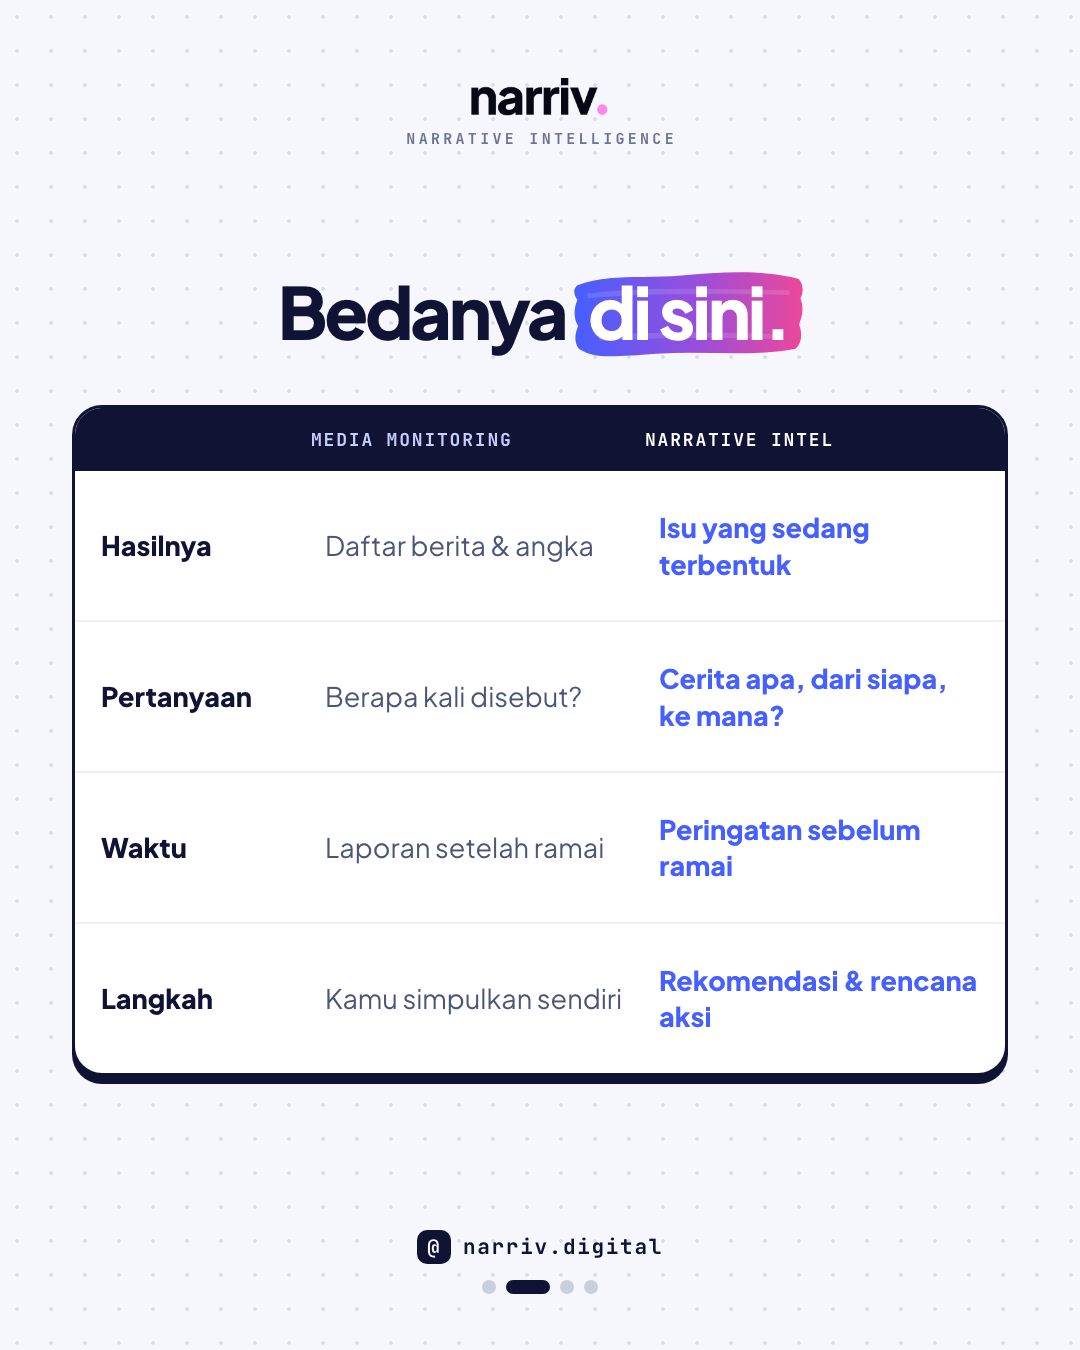 narriv.
NARRATIVE INTELLIGENCE
Bedanya di sini.
MEDIA MONITORING NARRATIVE INTEL
Hasilnya
Daftar berita & angka
Isu yang sedang
terbentuk
Pertanyaan
Berapa kali disebut?
Cerita apa, dari siapa,
ke mana?
Waktu
Laporan setelah ramai
Peringatan sebelum
ramai
Langkah
Kamu simpulkan sendiri
Rekomendasi & rencana
aksi
@ narriv.digital